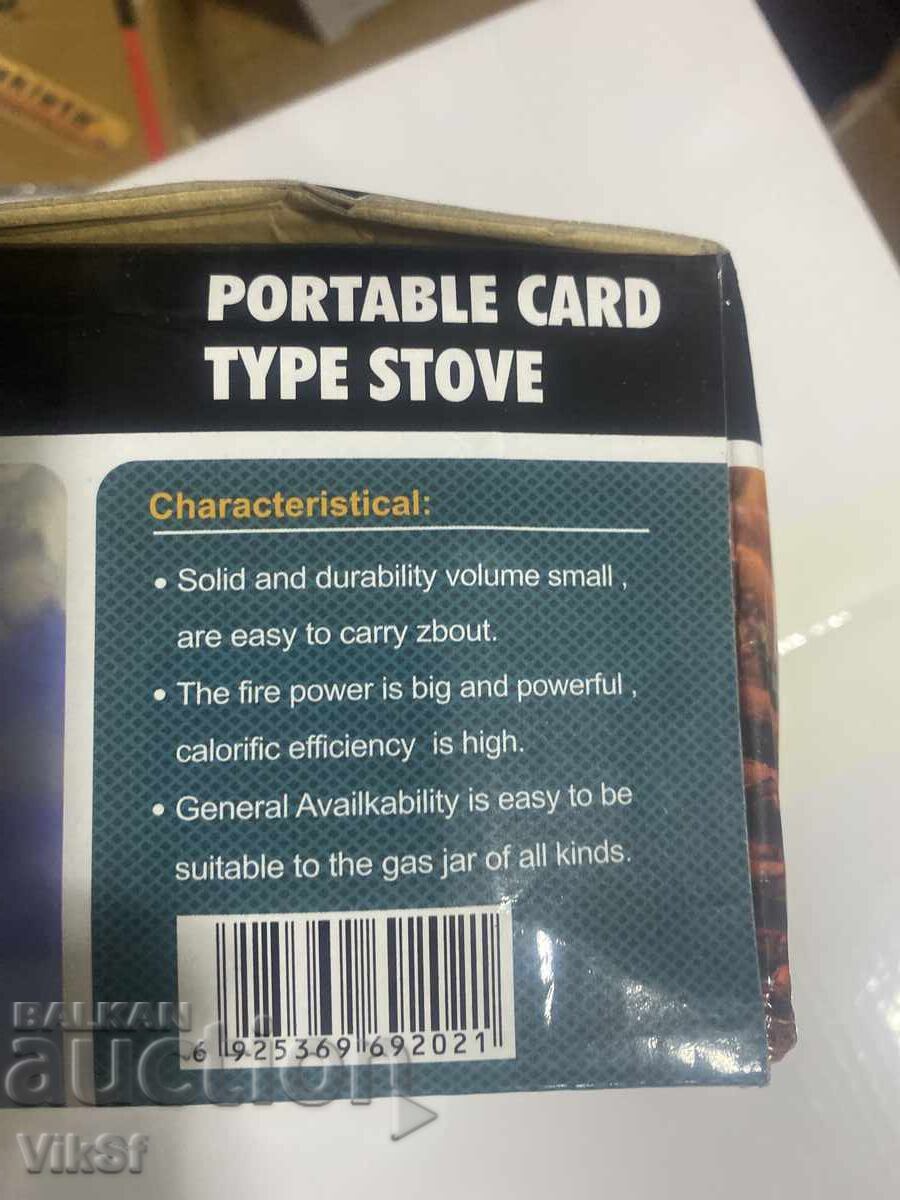 PORTABLE CARD
TYPE STOVE
Characteristical:
• Solid and durability volume small ,
are easy to carry zbout.
• The fire power is big and powerful ,
calorific efficiency is high.
• General Availkability is easy to be
suitable to the gas jar of all kinds.
6 925369 692021
BALKAN
auction
VikSf